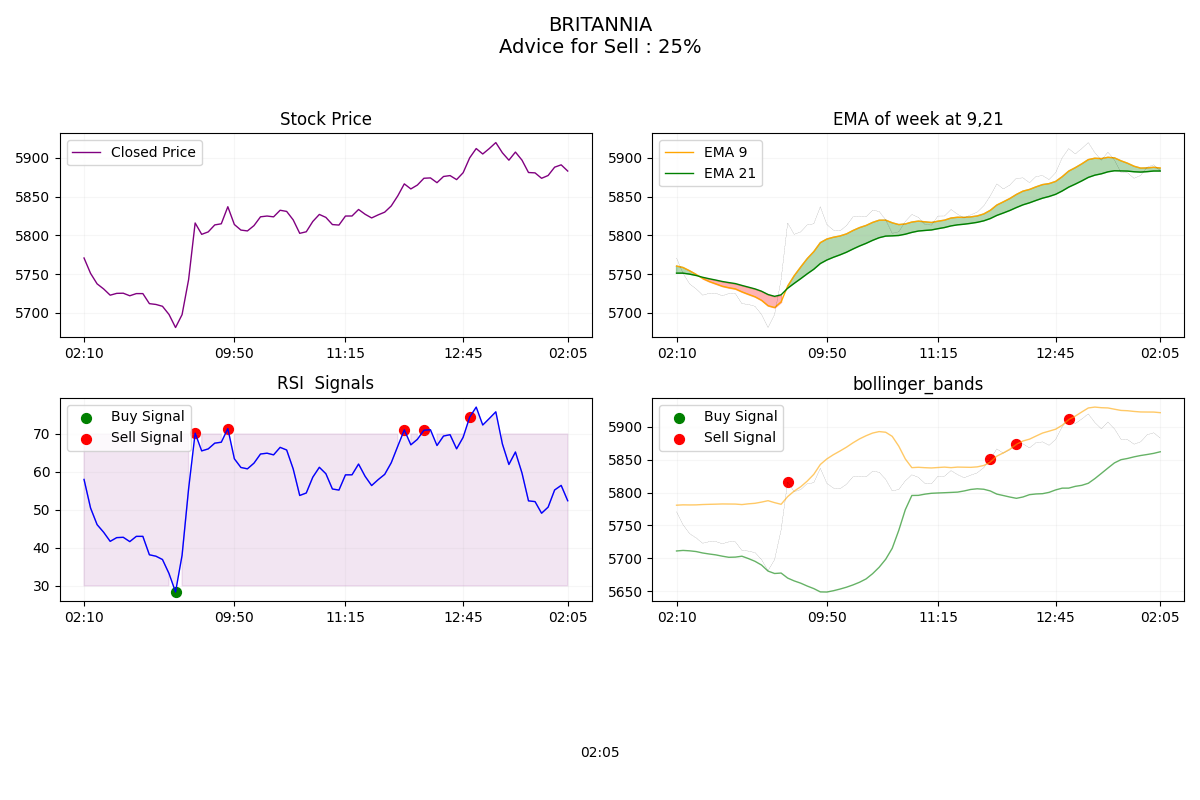 BRITANNIA
Advice for Sell : 25%
Stock Price
Closed Price
5900
5850
5800
5750
5700
02:10 09:50 11:15 12:45 02:05
EMA of week at 9,21
EMA 9
EMA 21
5900
5850
5800
5750
5700
02:10 09:50 11:15 12:45 02:05
RSI  Signals
Buy Signal
Sell Signal
70
60
50
40
30
02:10 09:50 11:15 12:45 02:05
bollinger_bands
Buy Signal
Sell Signal
5900
5850
5800
5750
5700
5650
02:10 09:50 11:15 12:45 02:05
02:05